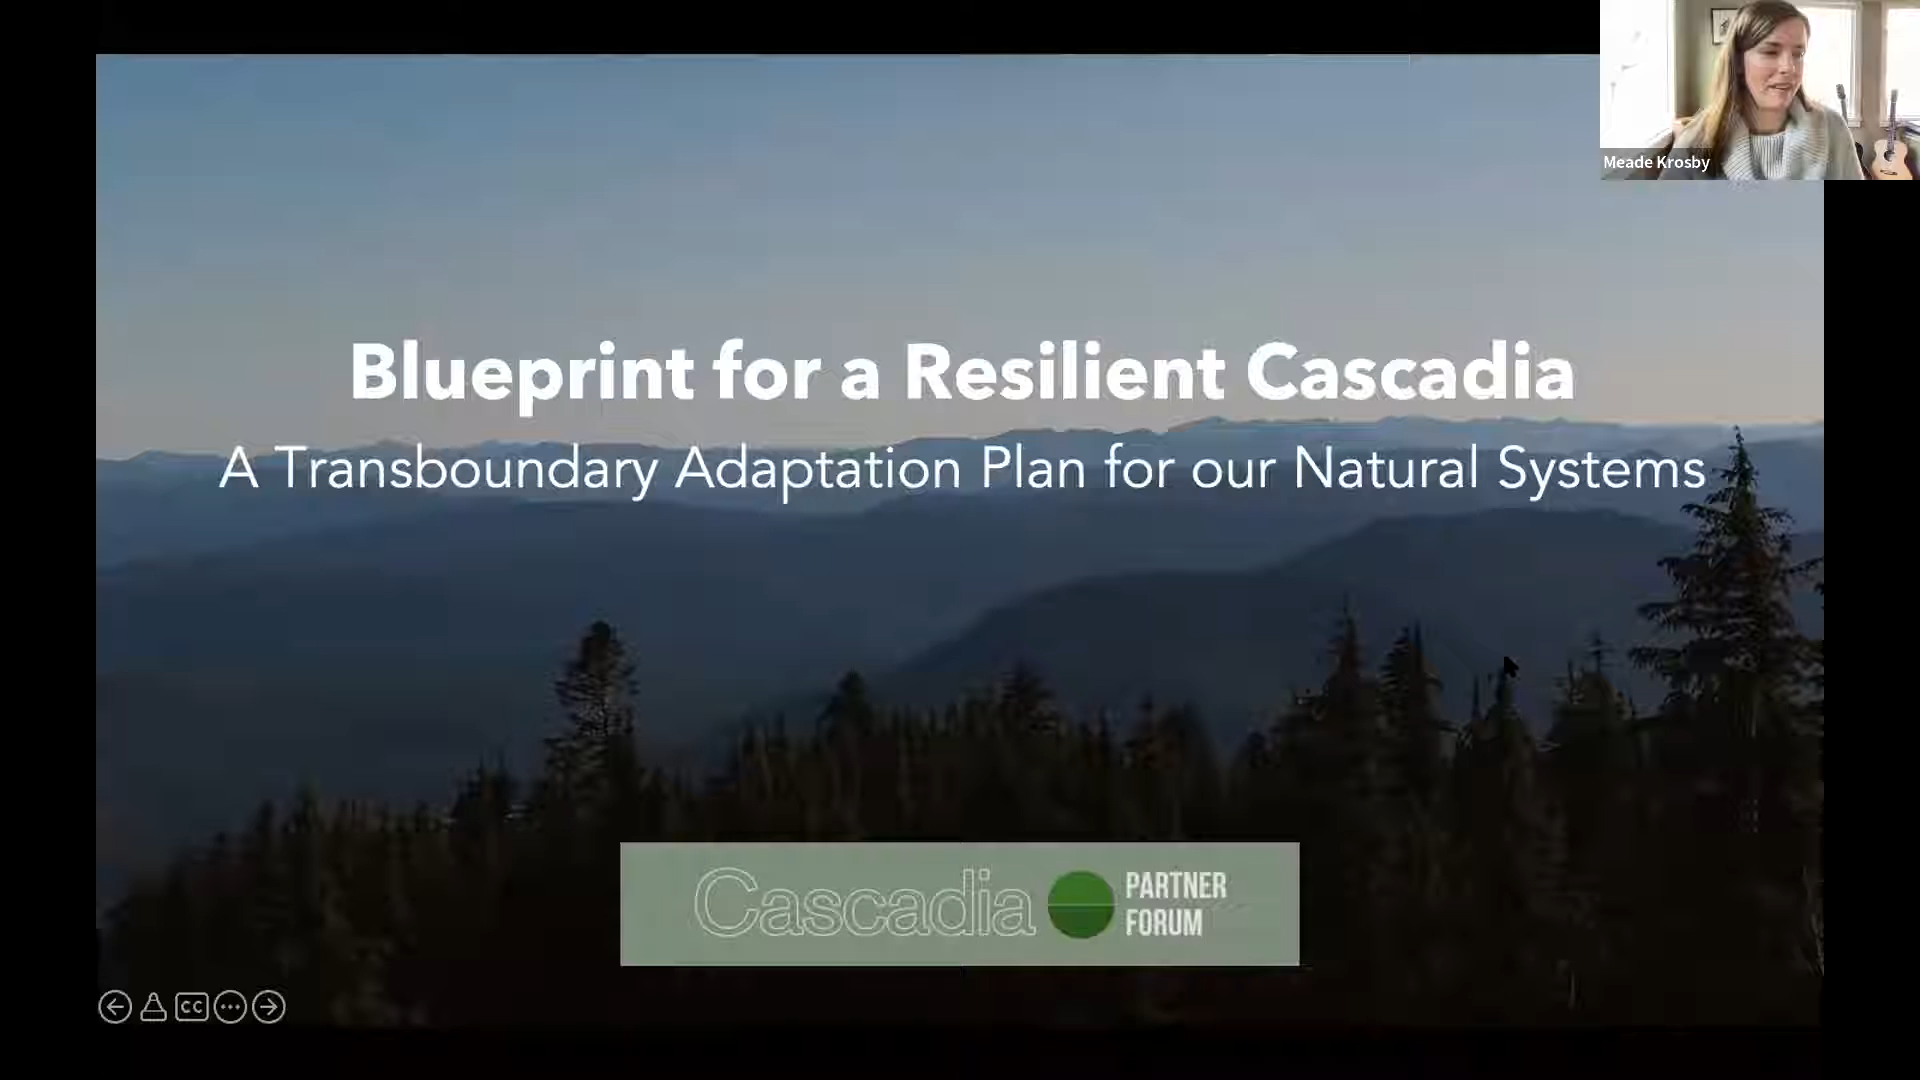 Meade Krosby
Blueprint for a Resilient Cascadia
A Transboundary Adaptation Plan for our Natural Systems
Cascadia
PARTNER
FORUM
CC